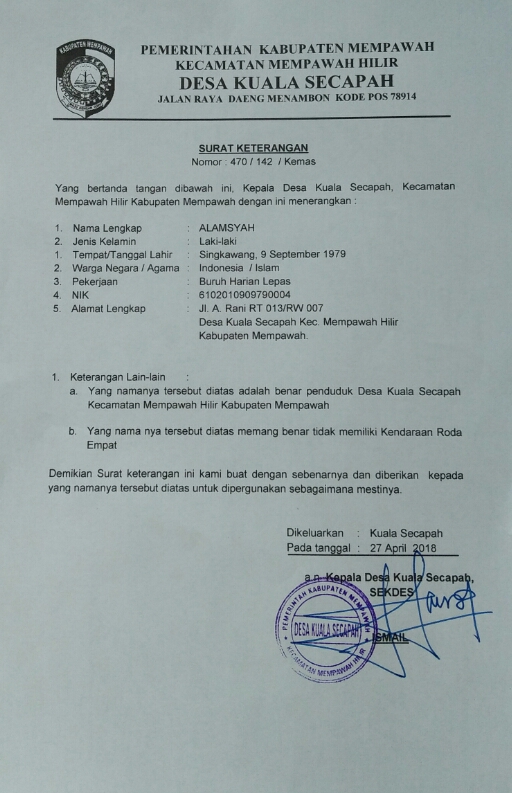 KABUPATEN MEMPAWAH
PEMERINTAHAN KABUPATEN MEMPAWAH
KECAMATAN MEMPAWAH HILIR
DESA KUALA SECAPAH
JALAN RAYA DAENG MENAMBON KODE POS 78914
SURAT KETERANGAN
Nomor : 470 / 142 / Kemas
Yang bertanda tangan dibawah ini, Kepala Desa Kuala Secapah, Kecamatan
Mempawah Hilir Kabupaten Mempawah dengan ini menerangkan :
1. Nama Lengkap : ALAMSYAH
2. Jenis Kelamin : Laki-laki
1. Tempat/Tanggal Lahir : Singkawang, 9 September 1979
2. Warga Negara / Agama : Indonesia / Islam
3. Pekerjaan : Buruh Harian Lepas
4. NIK : 6102010909790004
5. Alamat Lengkap : Jl. A. Rani RT 013/RW 007
Desa Kuala Secapah Kec. Mempawah Hilir
Kabupaten Mempawah.
1. Keterangan Lain-lain :
a. Yang namanya tersebut diatas adalah benar penduduk Desa Kuala Secapah
Kecamatan Mempawah Hilir Kabupaten Mempawah
b. Yang nama nya tersebut diatas memang benar tidak memiliki Kendaraan Roda
Empat
Demikian Surat keterangan ini kami buat dengan sebenarnya dan diberikan kepada
yang namanya tersebut diatas untuk dipergunakan sebagaimana mestinya.
Dikeluarkan : Kuala Secapah
Pada tanggal : 27 April 2018
a.n Kepala Desa Kuala Secapah,
SEKDES
PEMERINTAH KABUPATEN MEMPAWAH
DESA KUALA SECAPAH
KECAMATAN MEMPAWAH HILIR
ISMAIL